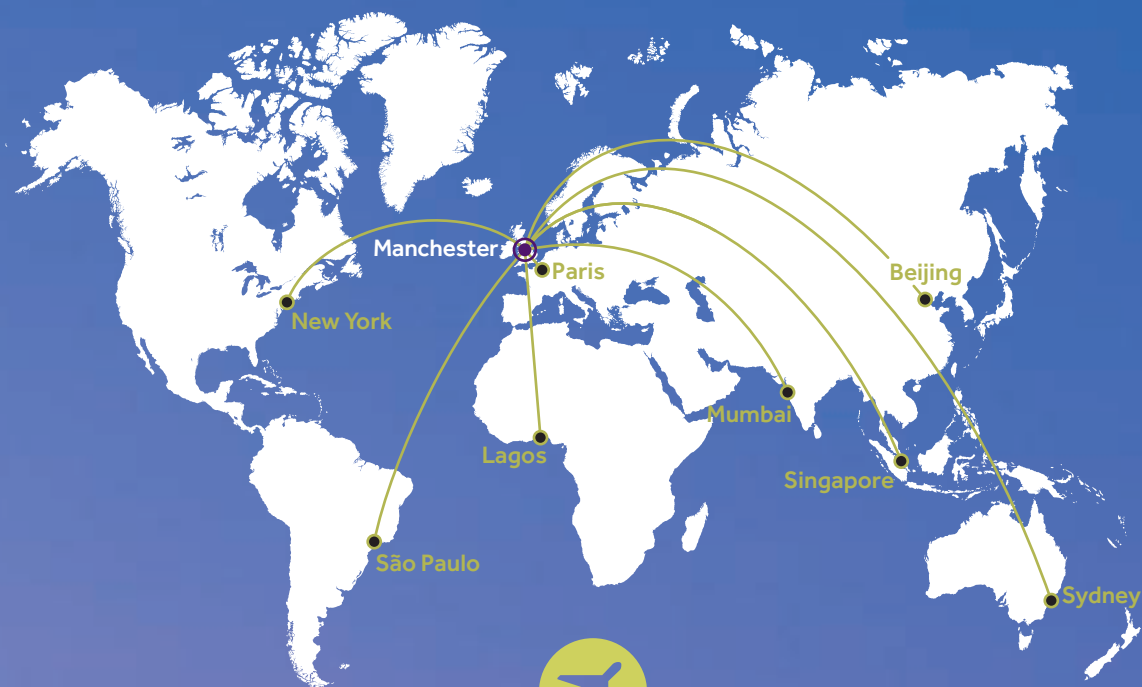 Manchester
Paris
Beijing
New York
Mumbai
Lagos
Singapore
São Paulo
Sydney